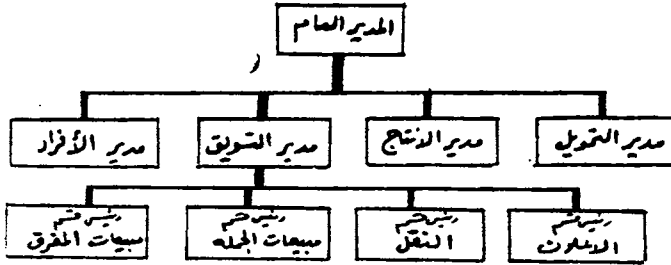 المدير العام
مدير التمويل
مدير الانتاج
مدير التسويق
مدير الأفراد
رئيس قسم
الاعلان
رئيس قسم
النقل
رئيس قسم
مبيعات الجمله
رئيس قسم
مبيعات المفرق